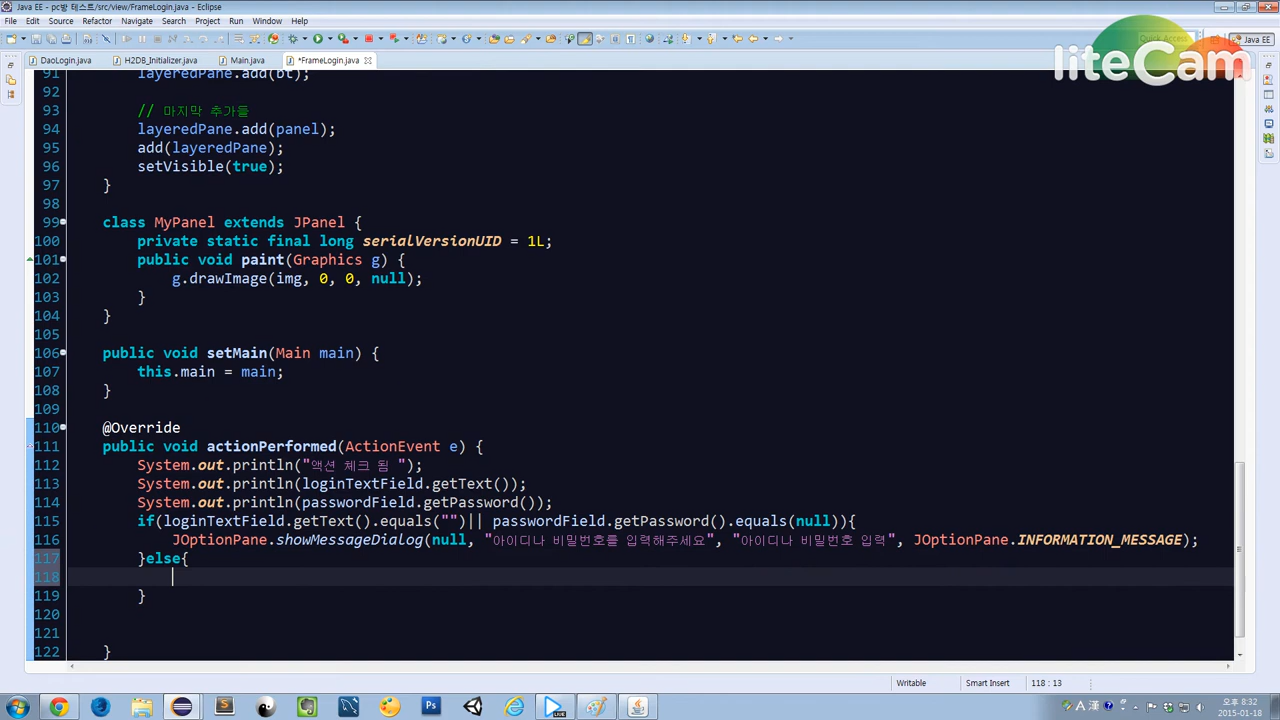 Java EE - pc방 테스트/src/view/FrameLogin.java - Eclipse
File Edit Source Refactor Navigate Search Project Run Window Help
Quick Access Java EE
liteCam
DaoLogin.java H2DB_Initializer.java Main.java *FrameLogin.java
91 layeredPane.add(bt);
92
93 // 마지막 추가들
94 layeredPane.add(panel);
95 add(layeredPane);
96 setVisible(true);
97 }
98
99 class MyPanel extends JPanel {
100 private static final long serialVersionUID = 1L;
101 public void paint(Graphics g) {
102 g.drawImage(img, 0, 0, null);
103 }
104 }
105
106 public void setMain(Main main) {
107 this.main = main;
108 }
109
110 @Override
111 public void actionPerformed(ActionEvent e) {
112 System.out.println("액션 체크 됨 ");
113 System.out.println(loginTextField.getText());
114 System.out.println(passwordField.getPassword());
115 if(loginTextField.getText().equals("")|| passwordField.getPassword().equals(null)){
116 JOptionPane.showMessageDialog(null, "아이디나 비밀번호를 입력해주세요", "아이디나 비밀번호 입력", JOptionPane.INFORMATION_MESSAGE);
117 }else{
118
119 }
120
121
122 }
Writable Smart Insert 118 : 13
A 漢 오후 8:32
2015-01-18